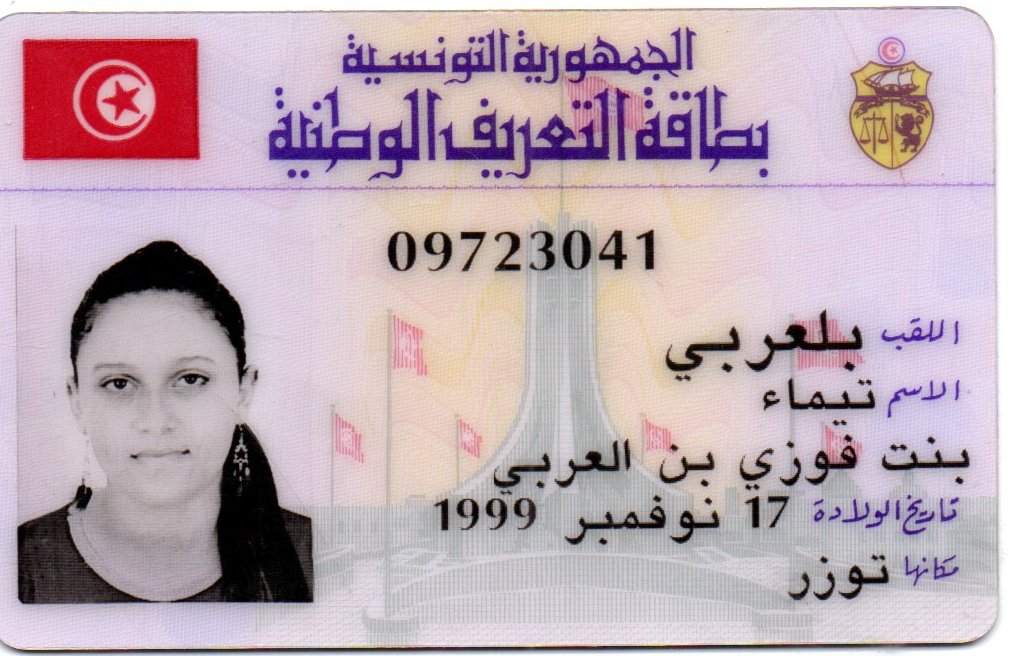 الجمهورية التونسية
بطاقة التعريف الوطنية
09723041
اللقب بلعربي
الاسم تيماء
بنت فوزي بن العربي
تاريخ الولادة 17 نوفمبر 1999
مكانها توزر